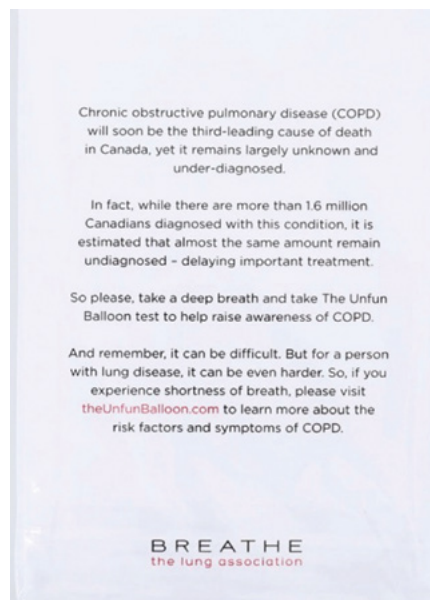 Chronic obstructive pulmonary disease (COPD)
will soon be the third-leading cause of death
in Canada, yet it remains largely unknown and
under-diagnosed.
In fact, while there are more than 1.6 million
Canadians diagnosed with this condition, it is
estimated that almost the same amount remain
undiagnosed – delaying important treatment.
So please, take a deep breath and take The Unfun
Balloon test to help raise awareness of COPD.
And remember, it can be difficult. But for a person
with lung disease, it can be even harder. So, if you
experience shortness of breath, please visit
theUnfunBalloon.com to learn more about the
risk factors and symptoms of COPD.
BREATHE
the lung association